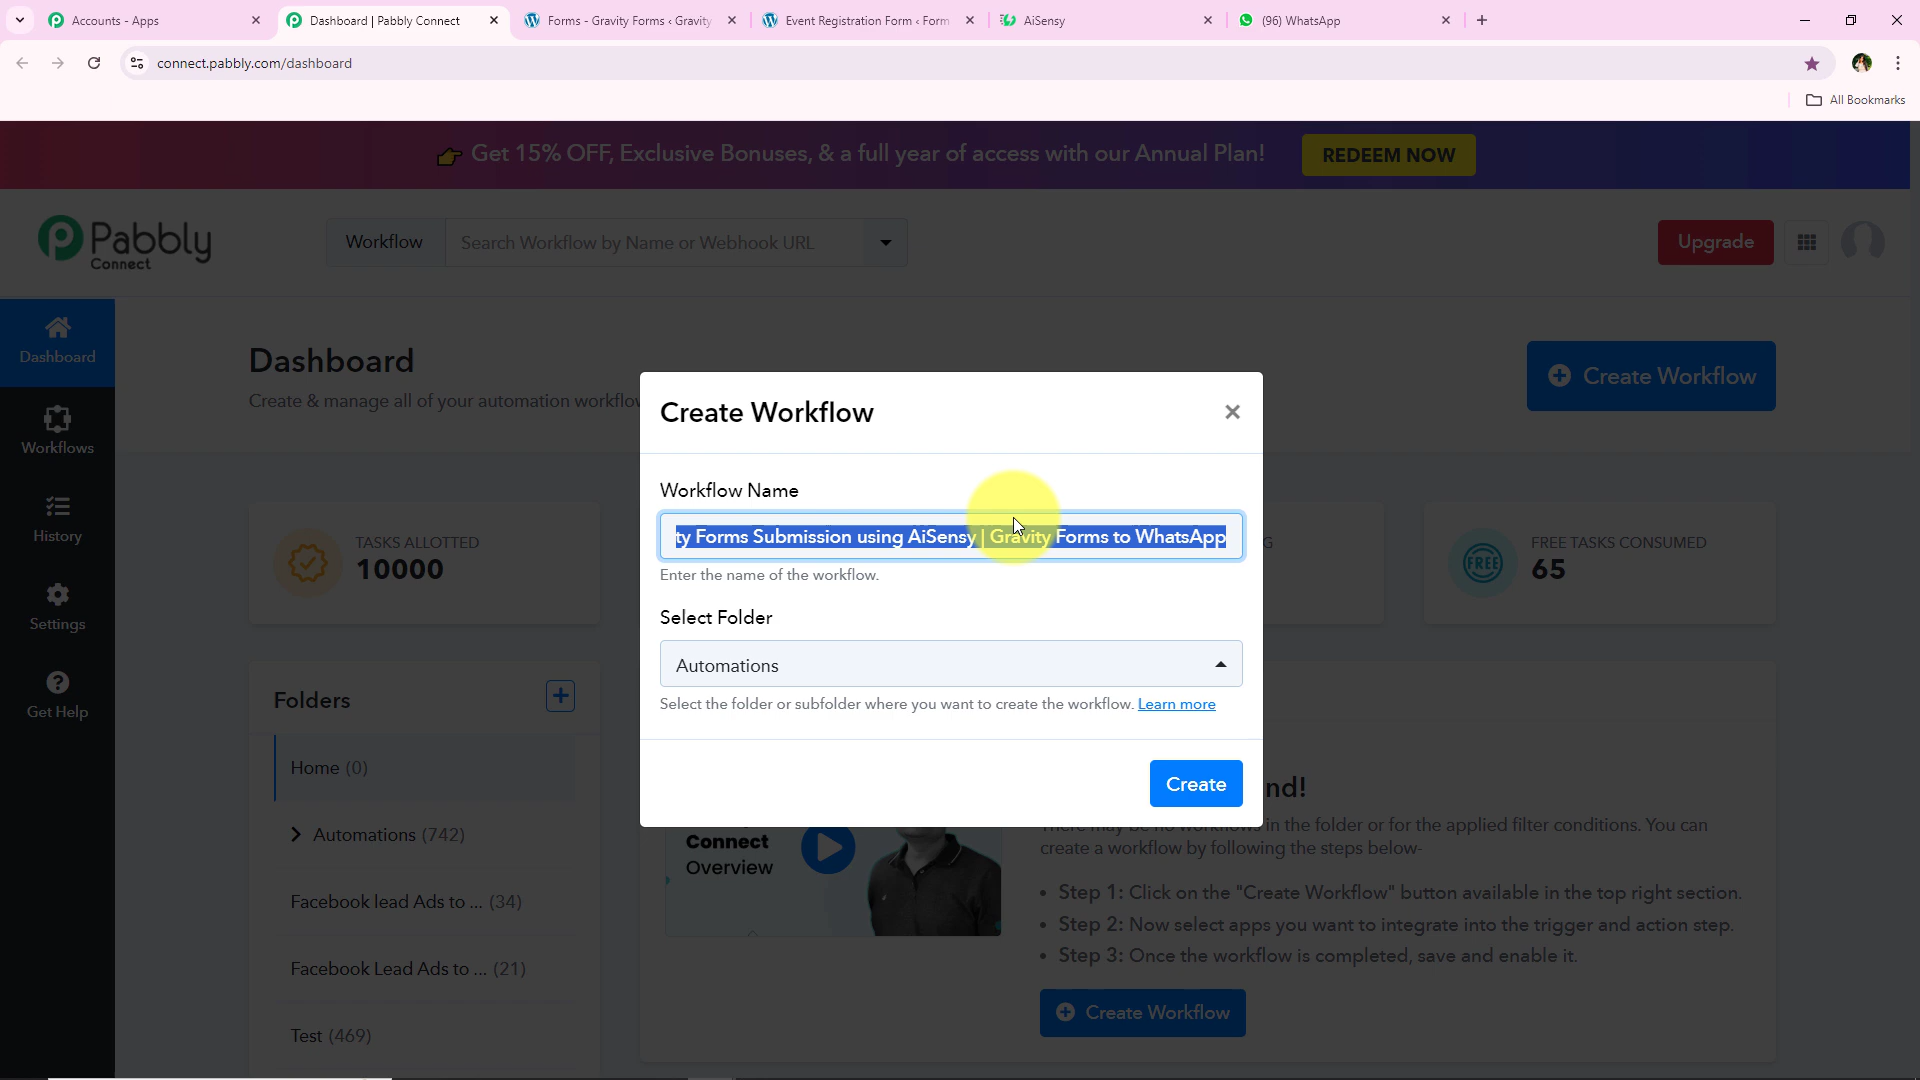 Accounts - Apps
Dashboard | Pabbly Connect
Forms - Gravity Forms ‹ Gravity
Event Registration Form ‹ Form
AiSensy
(96) WhatsApp
connect.pabbly.com/dashboard
All Bookmarks
Get 15% OFF, Exclusive Bonuses, & a full year of access with our Annual Plan!
REDEEM NOW
Pabbly
Connect
Workflow
Search Workflow by Name or Webhook URL
Upgrade
Dashboard
Workflows
History
Settings
Get Help
Dashboard
Create & manage all of your automation workflow
Create Workflow
TASKS ALLOTTED
10000
G
FREE TASKS CONSUMED
FREE
65
Create Workflow
Workflow Name
ty Forms Submission using AiSensy | Gravity Forms to WhatsApp
Enter the name of the workflow.
Select Folder
Automations
Select the folder or subfolder where you want to create the workflow. Learn more
Create
Folders
Home (0)
Automations (742)
Facebook lead Ads to ... (34)
Facebook Lead Ads to ... (21)
Test (469)
Connect
Overview
nd!
There may be no workflows in the folder or for the applied filter conditions. You can
create a workflow by following the steps below-
• Step 1: Click on the "Create Workflow" button available in the top right section.
• Step 2: Now select apps you want to integrate into the trigger and action step.
• Step 3: Once the workflow is completed, save and enable it.
Create Workflow